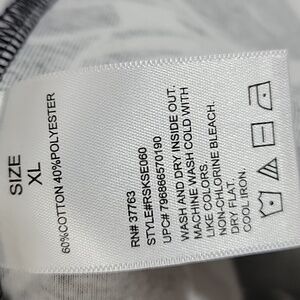 SIZE
XL
60%COTTON 40%POLYESTER
RN# 37763
STYLE#RSKSE060
UPC# 796866570190
WASH AND DRY INSIDE OUT.
MACHINE WASH COLD WITH
LIKE COLORS.
NON-CHLORINE BLEACH.
DRY FLAT.
COOL IRON.